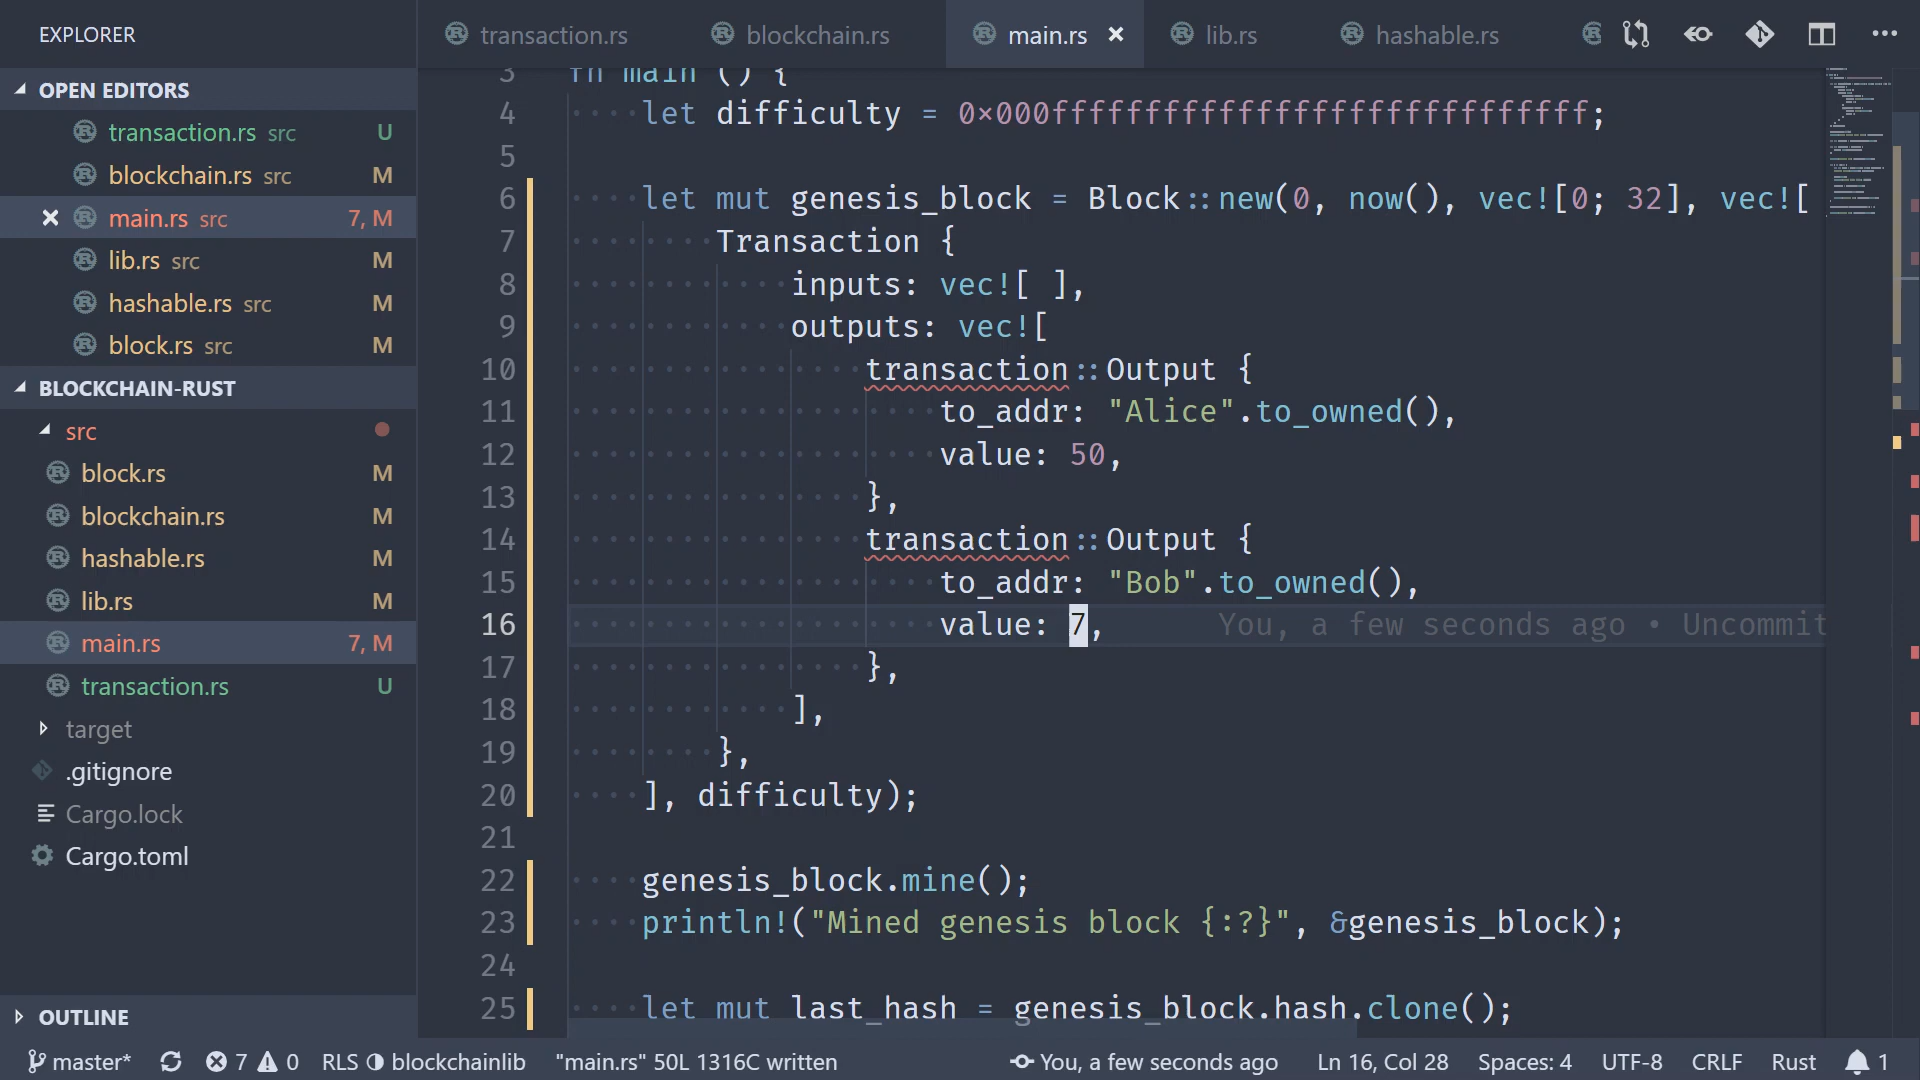 EXPLORER
OPEN EDITORS
transaction.rs src U
blockchain.rs src M
main.rs src 7, M
lib.rs src M
hashable.rs src M
block.rs src M
BLOCKCHAIN-RUST
src
block.rs M
blockchain.rs M
hashable.rs M
lib.rs M
main.rs 7, M
transaction.rs U
target
.gitignore
Cargo.lock
Cargo.toml
OUTLINE
transaction.rs blockchain.rs main.rs lib.rs hashable.rs
3 fn main () {
4 let difficulty = 0×000fffffffffffffffffffffffffffff;
5
6 let mut genesis_block = Block::new(0, now(), vec![0; 32], vec![
7 Transaction {
8 inputs: vec![ ],
9 outputs: vec![
10 transaction::Output {
11 to_addr: "Alice".to_owned(),
12 value: 50,
13 },
14 transaction::Output {
15 to_addr: "Bob".to_owned(),
16 value: 7, You, a few seconds ago • Uncommit
17 },
18 ],
19 },
20 ], difficulty);
21
22 genesis_block.mine();
23 println!("Mined genesis block {:?}", &genesis_block);
24
25 let mut last_hash = genesis_block.hash.clone();
master* 7 0 RLS blockchainlib "main.rs" 50L 1316C written You, a few seconds ago Ln 16, Col 28 Spaces: 4 UTF-8 CRLF Rust 1